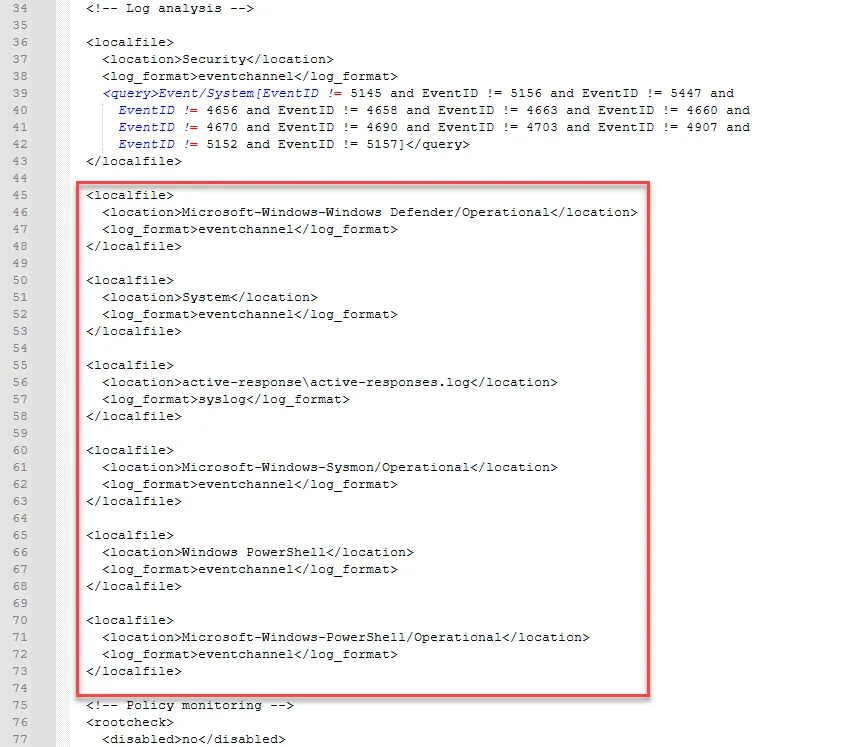 34 <!-- Log analysis -->
35
36 <localfile>
37 <location>Security</location>
38 <log_format>eventchannel</log_format>
39 <query>Event/System[EventID != 5145 and EventID != 5156 and EventID != 5447 and
40 EventID != 4656 and EventID != 4658 and EventID != 4663 and EventID != 4660 and
41 EventID != 4670 and EventID != 4690 and EventID != 4703 and EventID != 4907 and
42 EventID != 5152 and EventID != 5157]</query>
43 </localfile>
44
45 <localfile>
46 <location>Microsoft-Windows-Windows Defender/Operational</location>
47 <log_format>eventchannel</log_format>
48 </localfile>
49
50 <localfile>
51 <location>System</location>
52 <log_format>eventchannel</log_format>
53 </localfile>
54
55 <localfile>
56 <location>active-response\active-responses.log</location>
57 <log_format>syslog</log_format>
58 </localfile>
59
60 <localfile>
61 <location>Microsoft-Windows-Sysmon/Operational</location>
62 <log_format>eventchannel</log_format>
63 </localfile>
64
65 <localfile>
66 <location>Windows PowerShell</location>
67 <log_format>eventchannel</log_format>
68 </localfile>
69
70 <localfile>
71 <location>Microsoft-Windows-PowerShell/Operational</location>
72 <log_format>eventchannel</log_format>
73 </localfile>
74
75 <!-- Policy monitoring -->
76 <rootcheck>
77 <disabled>no</disabled>